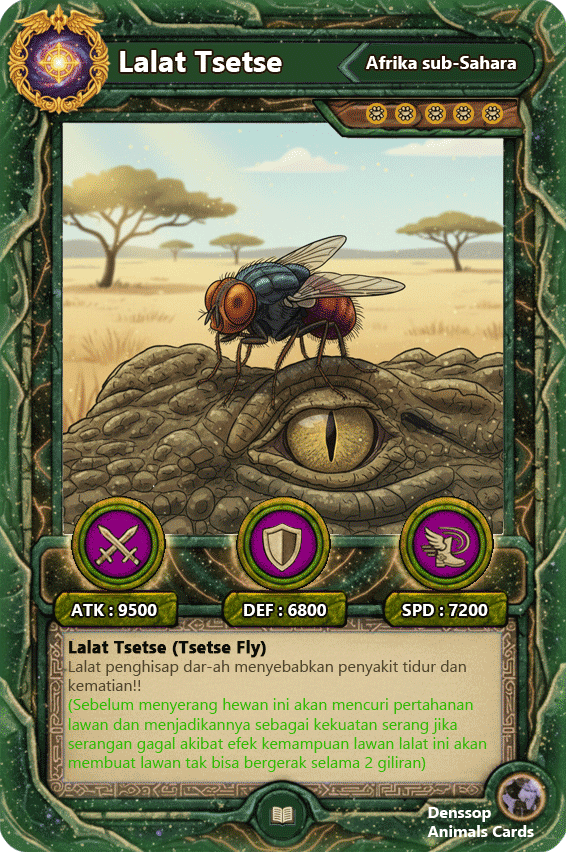 Lalat Tsetse
Afrika sub-Sahara
ATK : 9500
DEF : 6800
SPD : 7200
Lalat Tsetse (Tsetse Fly)
Lalat penghisap dar-ah menyebabkan penyakit tidur dan
kematian!!
(Sebelum menyerang hewan ini akan mencuri pertahanan
lawan dan menjadikannya sebagai kekuatan serang jika
serangan gagal akibat efek kemampuan lawan lalat ini akan
membuat lawan tak bisa bergerak selama 2 giliran)
Denssop
Animals Cards